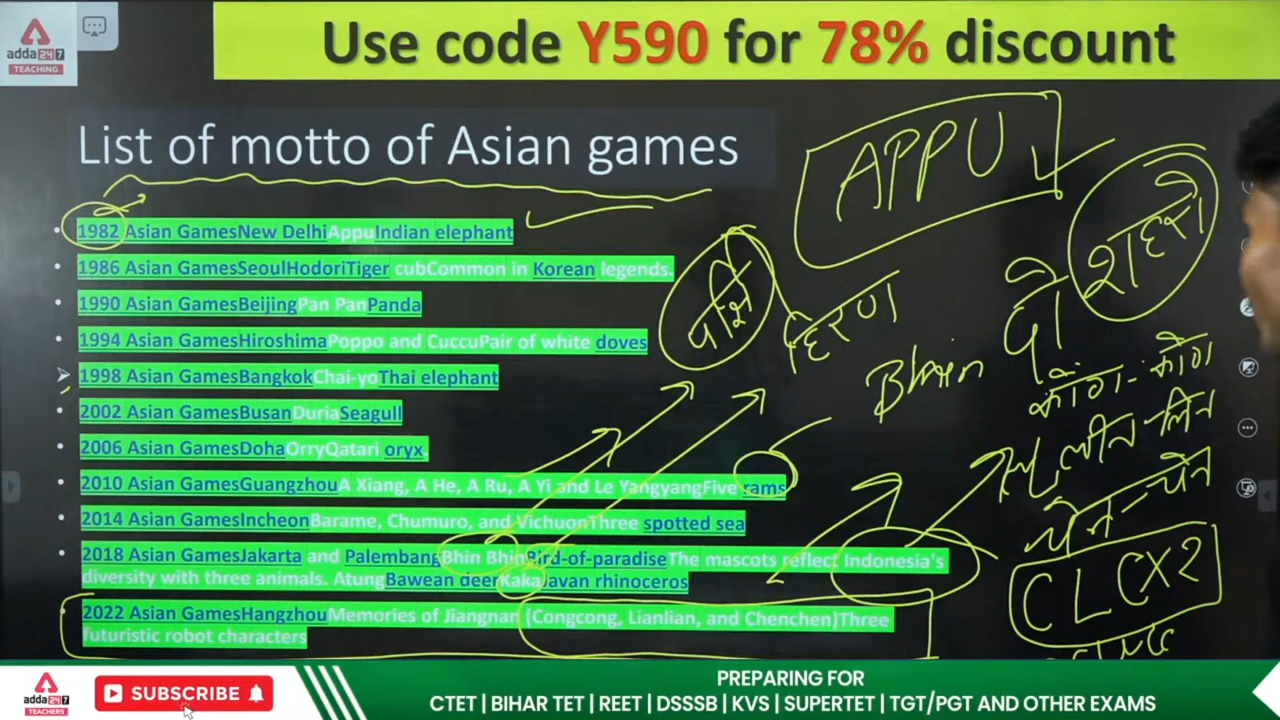 Use code Y590 for 78% discount
adda247
TEACHING
List of motto of Asian games
APPU
1982 Asian GamesNew DelhiAppuIndian elephant
1986 Asian GamesSeoulHodoriTiger cubCommon in Korean legends.
1990 Asian GamesBeijingPan PanPanda
1994 Asian GamesHiroshimaPoppo and CuccuPair of white doves
1998 Asian GamesBangkokChai-yoThai elephant
2002 Asian GamesBusanDuriaSeagull
2006 Asian GamesDohaOrryQatari oryx.
2010 Asian GamesGuangzhouA Xiang, A He, A Ru, A Yi and Le YangyangFive rams
2014 Asian GamesIncheonBarame, Chumuro, and VichuonThree spotted sea
2018 Asian GamesJakarta and Palembang Bhin BhinBird-of-paradiseThe mascots reflect Indonesia's
diversity with three animals. AtungBawean deerKakaJavan rhinoceros
2022 Asian GamesHangzhouMemories of Jiangnan (Congcong, Lianlian, and Chenchen)Three
futuristic robot characters
हिरण
Bhin
दो शहरो
लीन-लिन
चेन-चेन
CLCX2
adda247
TEACHERS
SUBSCRIBE
PREPARING FOR
CTET | BIHAR TET | REET | DSSSB | KVS | SUPERTET | TGT/PGT AND OTHER EXAMS